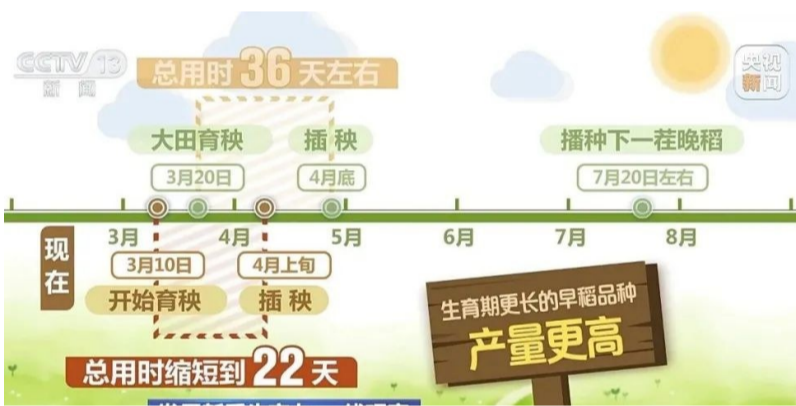 CCTV 13
新闻
总用时36天左右
央视
新闻
大田育秧
插秧
播种下一茬晚稻
3月20日
4月底
7月20日左右
3月
4月
5月
6月
7月
8月
现在
3月10日
4月上旬
开始育秧
插秧
生育期更长的早稻品种
产量更高
总用时缩短到22天